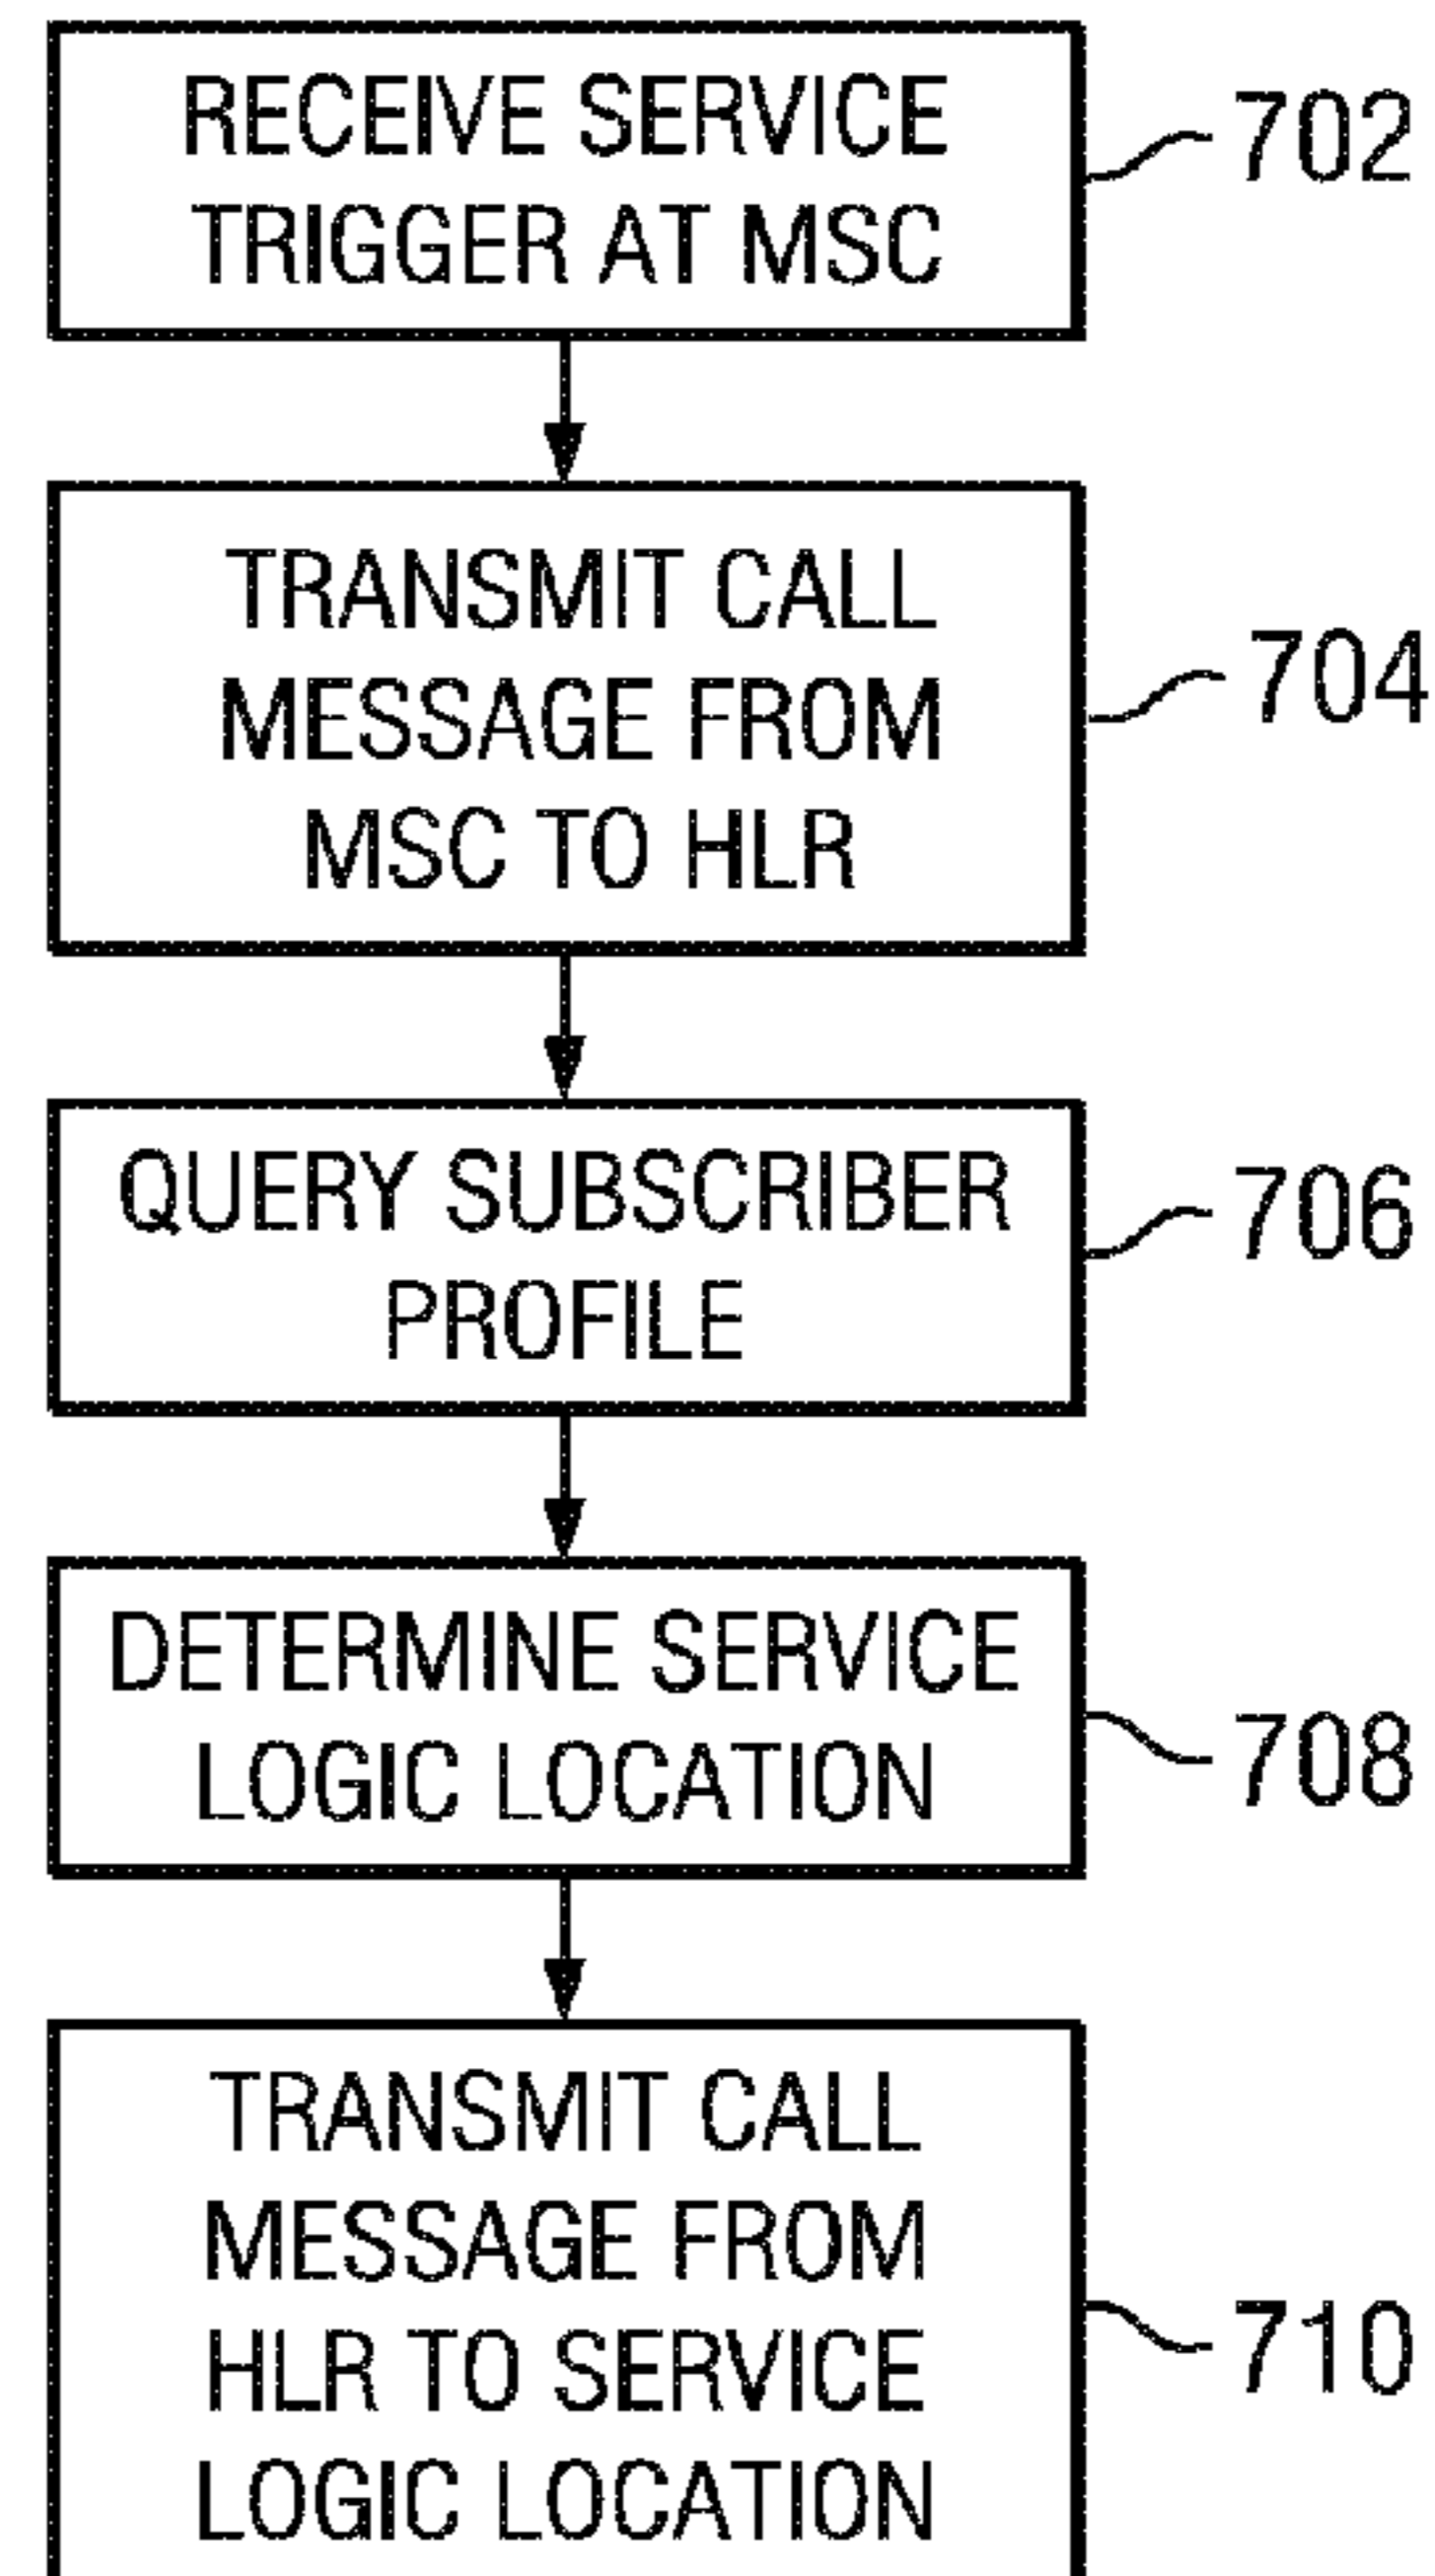 RECEIVE SERVICE
TRIGGER AT MSC
702
TRANSMIT CALL
MESSAGE FROM
MSC TO HLR
704
QUERY SUBSCRIBER
PROFILE
706
DETERMINE SERVICE
LOGIC LOCATION
708
TRANSMIT CALL
MESSAGE FROM
HLR TO SERVICE
LOGIC LOCATION
710